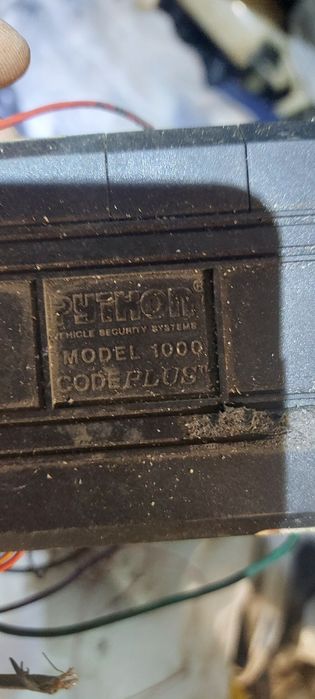 PYTHON®
VEHICLE SECURITY SYSTEMS
MODEL 1000
CODEPLUS™